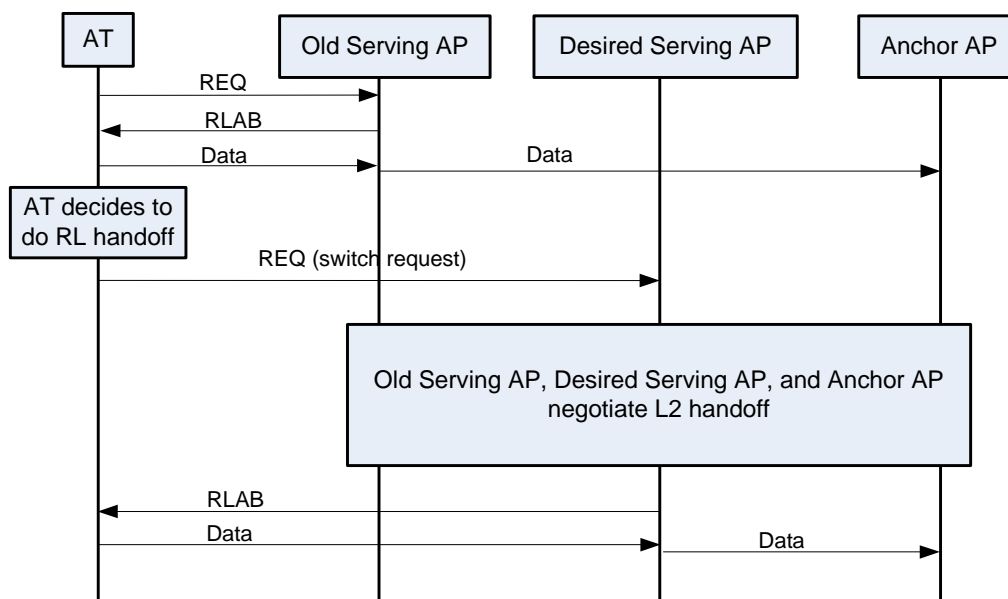 AT
Old Serving AP
Desired Serving AP
Anchor AP
REQ
RLAB
Data
Data
AT decides to
do RL handoff
REQ (switch request)
Old Serving AP, Desired Serving AP, and Anchor AP
negotiate L2 handoff
RLAB
Data
Data